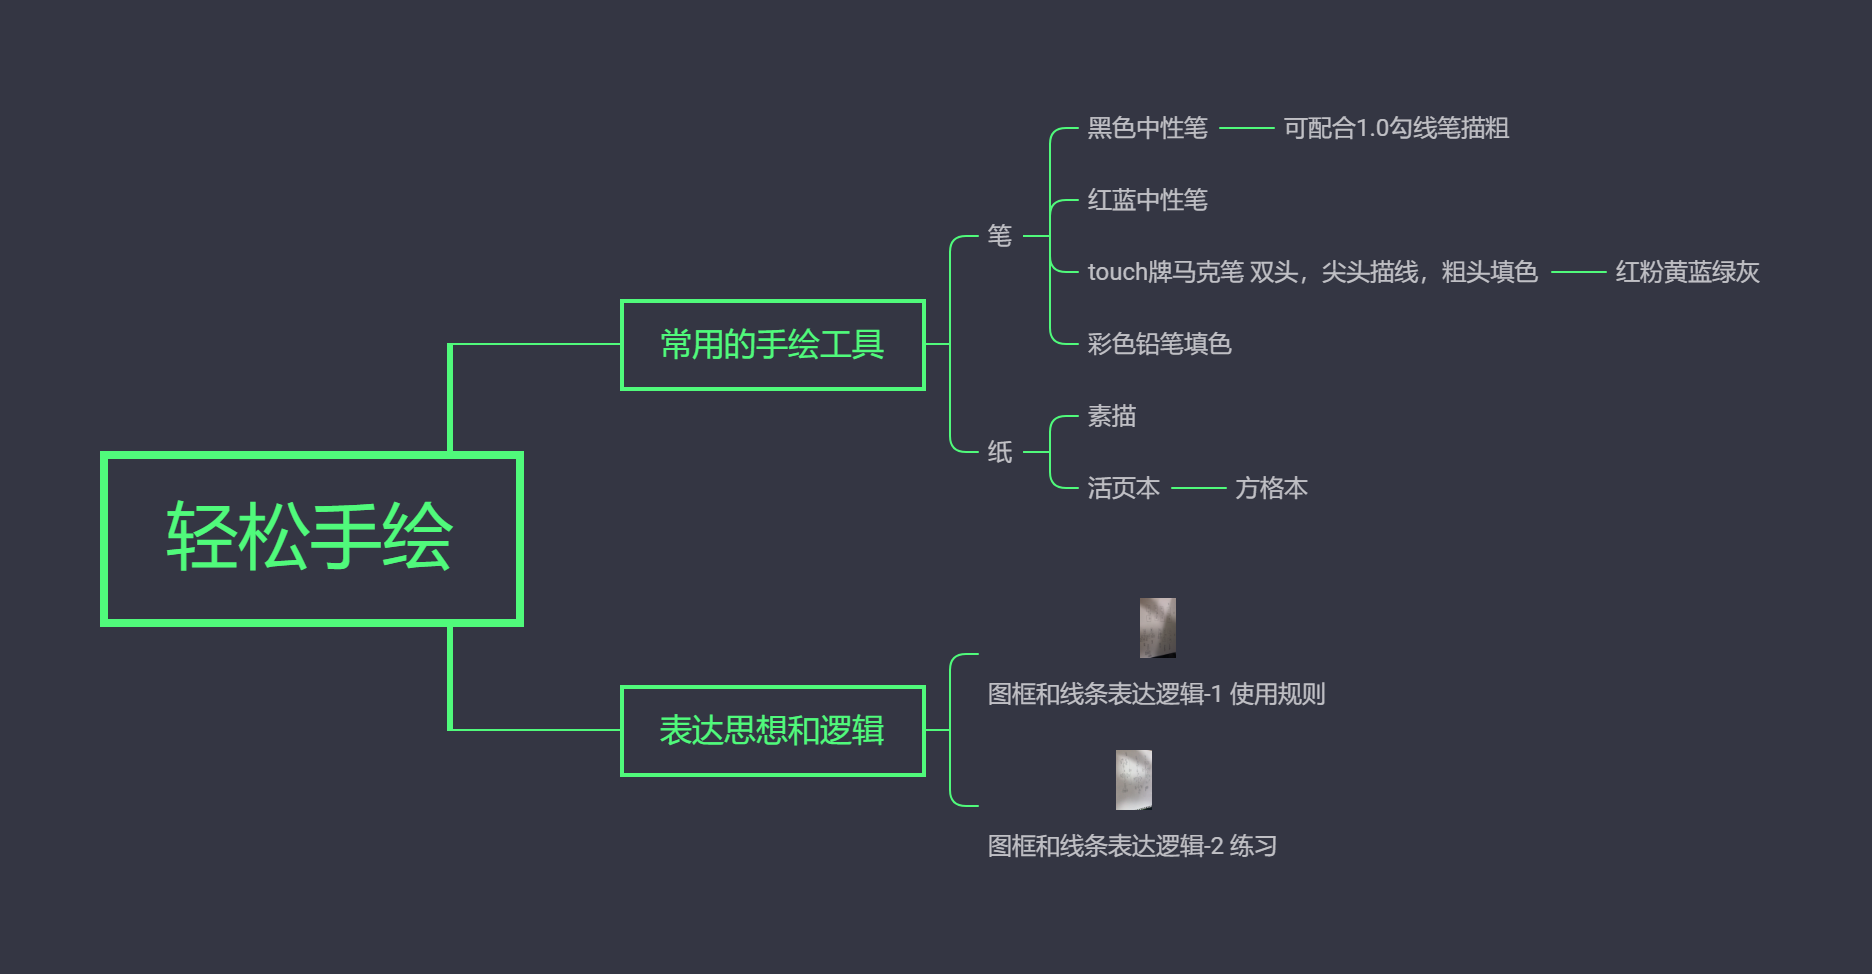 轻松手绘
常用的手绘工具
笔
黑色中性笔
可配合1.0勾线笔描粗
红蓝中性笔
touch牌马克笔 双头，尖头描线，粗头填色
红粉黄蓝绿灰
彩色铅笔填色
纸
素描
活页本
方格本
表达思想和逻辑
图框和线条表达逻辑-1 使用规则
图框和线条表达逻辑-2 练习